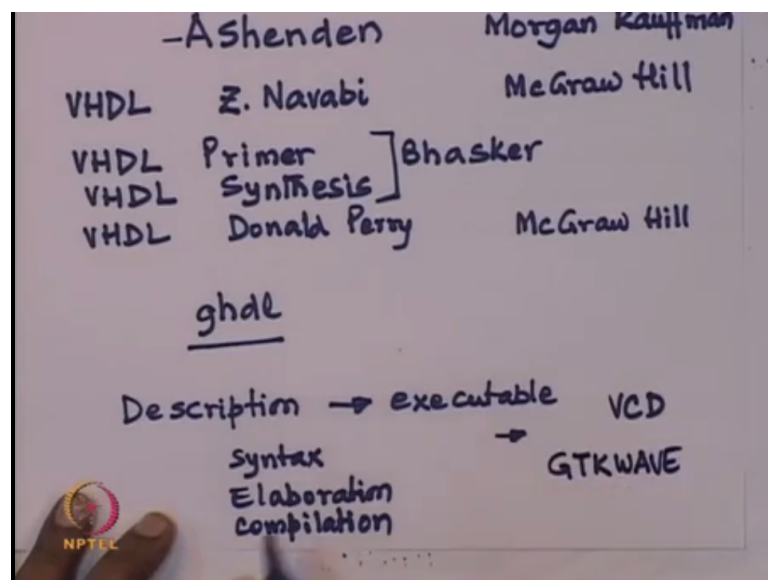 -Ashenden Morgan Kauffman
VHDL Z. Navabi McGraw Hill
VHDL Primer ] Bhasker
VHDL Synthesis
VHDL Donald Perry McGraw Hill
ghdl
Description → executable VCD
→
Syntax GTKWAVE
Elaboration
compilation
NPTEL